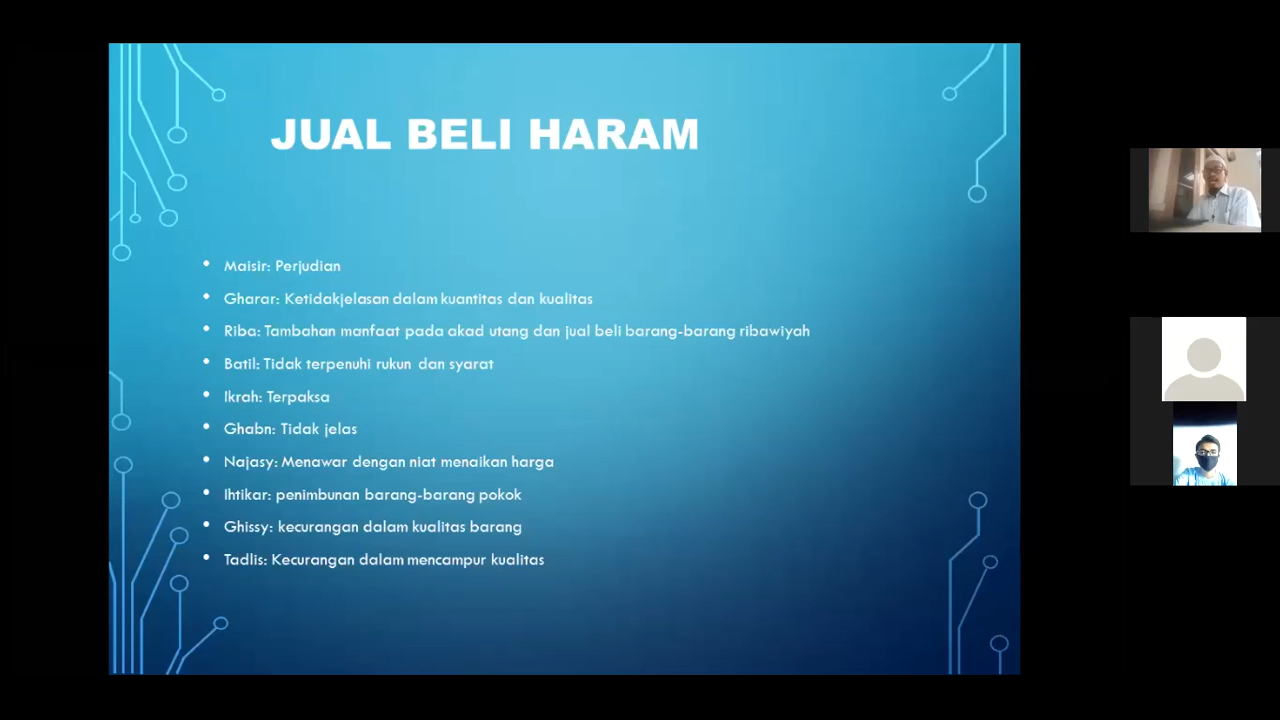 JUAL BELI HARAM
• Maisir: Perjudian
• Gharar: Ketidakjelasan dalam kuantitas dan kualitas
• Riba: Tambahan manfaat pada akad utang dan jual beli barang-barang ribawiyah
• Batil: Tidak terpenuhi rukun dan syarat
• Ikrah: Terpaksa
• Ghabn: Tidak jelas
• Najasy: Menawar dengan niat menaikan harga
• Ihtikar: penimbunan barang-barang pokok
• Ghissy: kecurangan dalam kualitas barang
• Tadlis: Kecurangan dalam mencampur kualitas